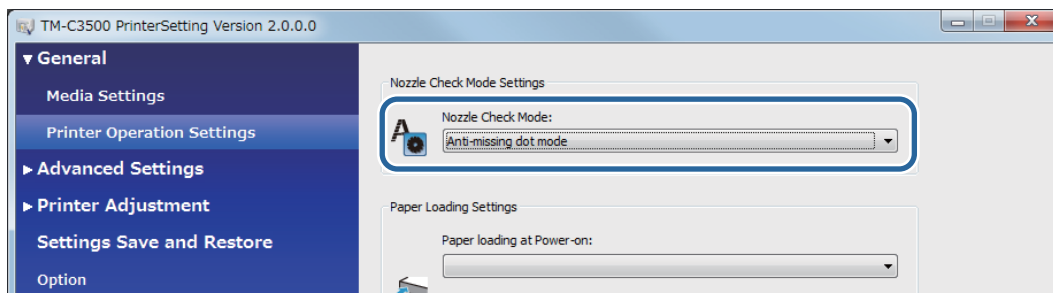 TM-C3500 PrinterSetting Version 2.0.0.0
▼ General
Media Settings
Printer Operation Settings
▶ Advanced Settings
▶ Printer Adjustment
Settings Save and Restore
Option
Nozzle Check Mode Settings
Nozzle Check Mode:
Anti-missing dot mode
Paper Loading Settings
Paper loading at Power-on: